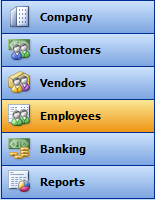 Company
Customers
Vendors
Employees
Banking
Reports